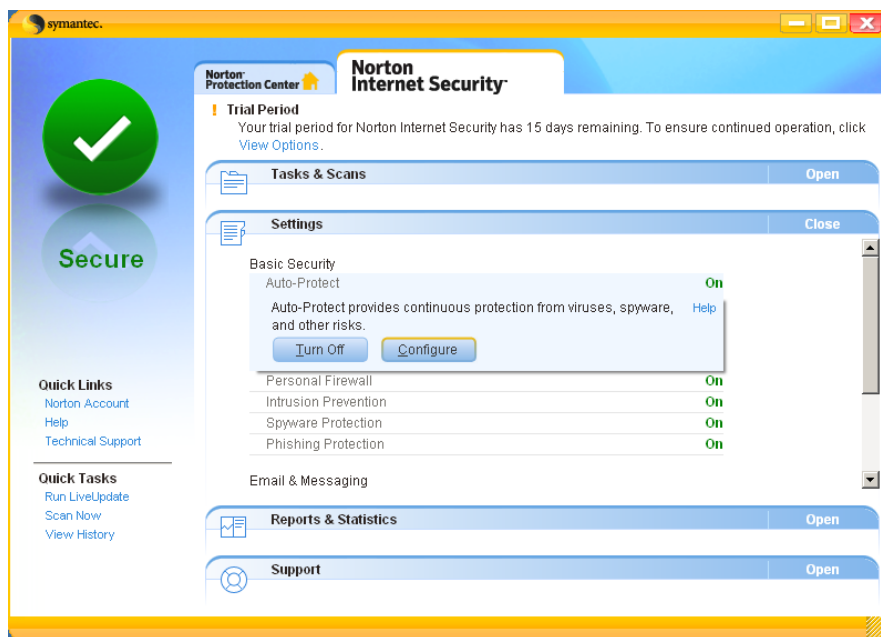 symantec.
Norton
Protection Center
Norton
Internet Security
! Trial Period
Your trial period for Norton Internet Security has 15 days remaining. To ensure continued operation, click
View Options.
Tasks & Scans Open
Settings Close
Secure
Basic Security
Auto-Protect On
Auto-Protect provides continuous protection from viruses, spyware, Help
and other risks.
Turn Off Configure
Personal Firewall On
Intrusion Prevention On
Spyware Protection On
Phishing Protection On
Email & Messaging
Quick Links
Norton Account
Help
Technical Support
Quick Tasks
Run LiveUpdate
Scan Now
View History
Reports & Statistics Open
Support Open